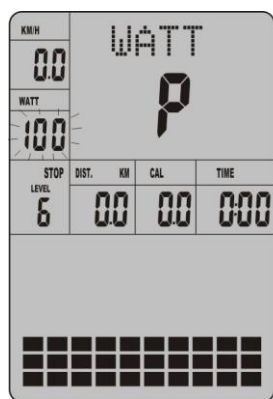 KM/H
0.0
WATT
P
WATT
100
STOP
LEVEL
6
DIST. KM
0.0
CAL
0.0
TIME
0:00